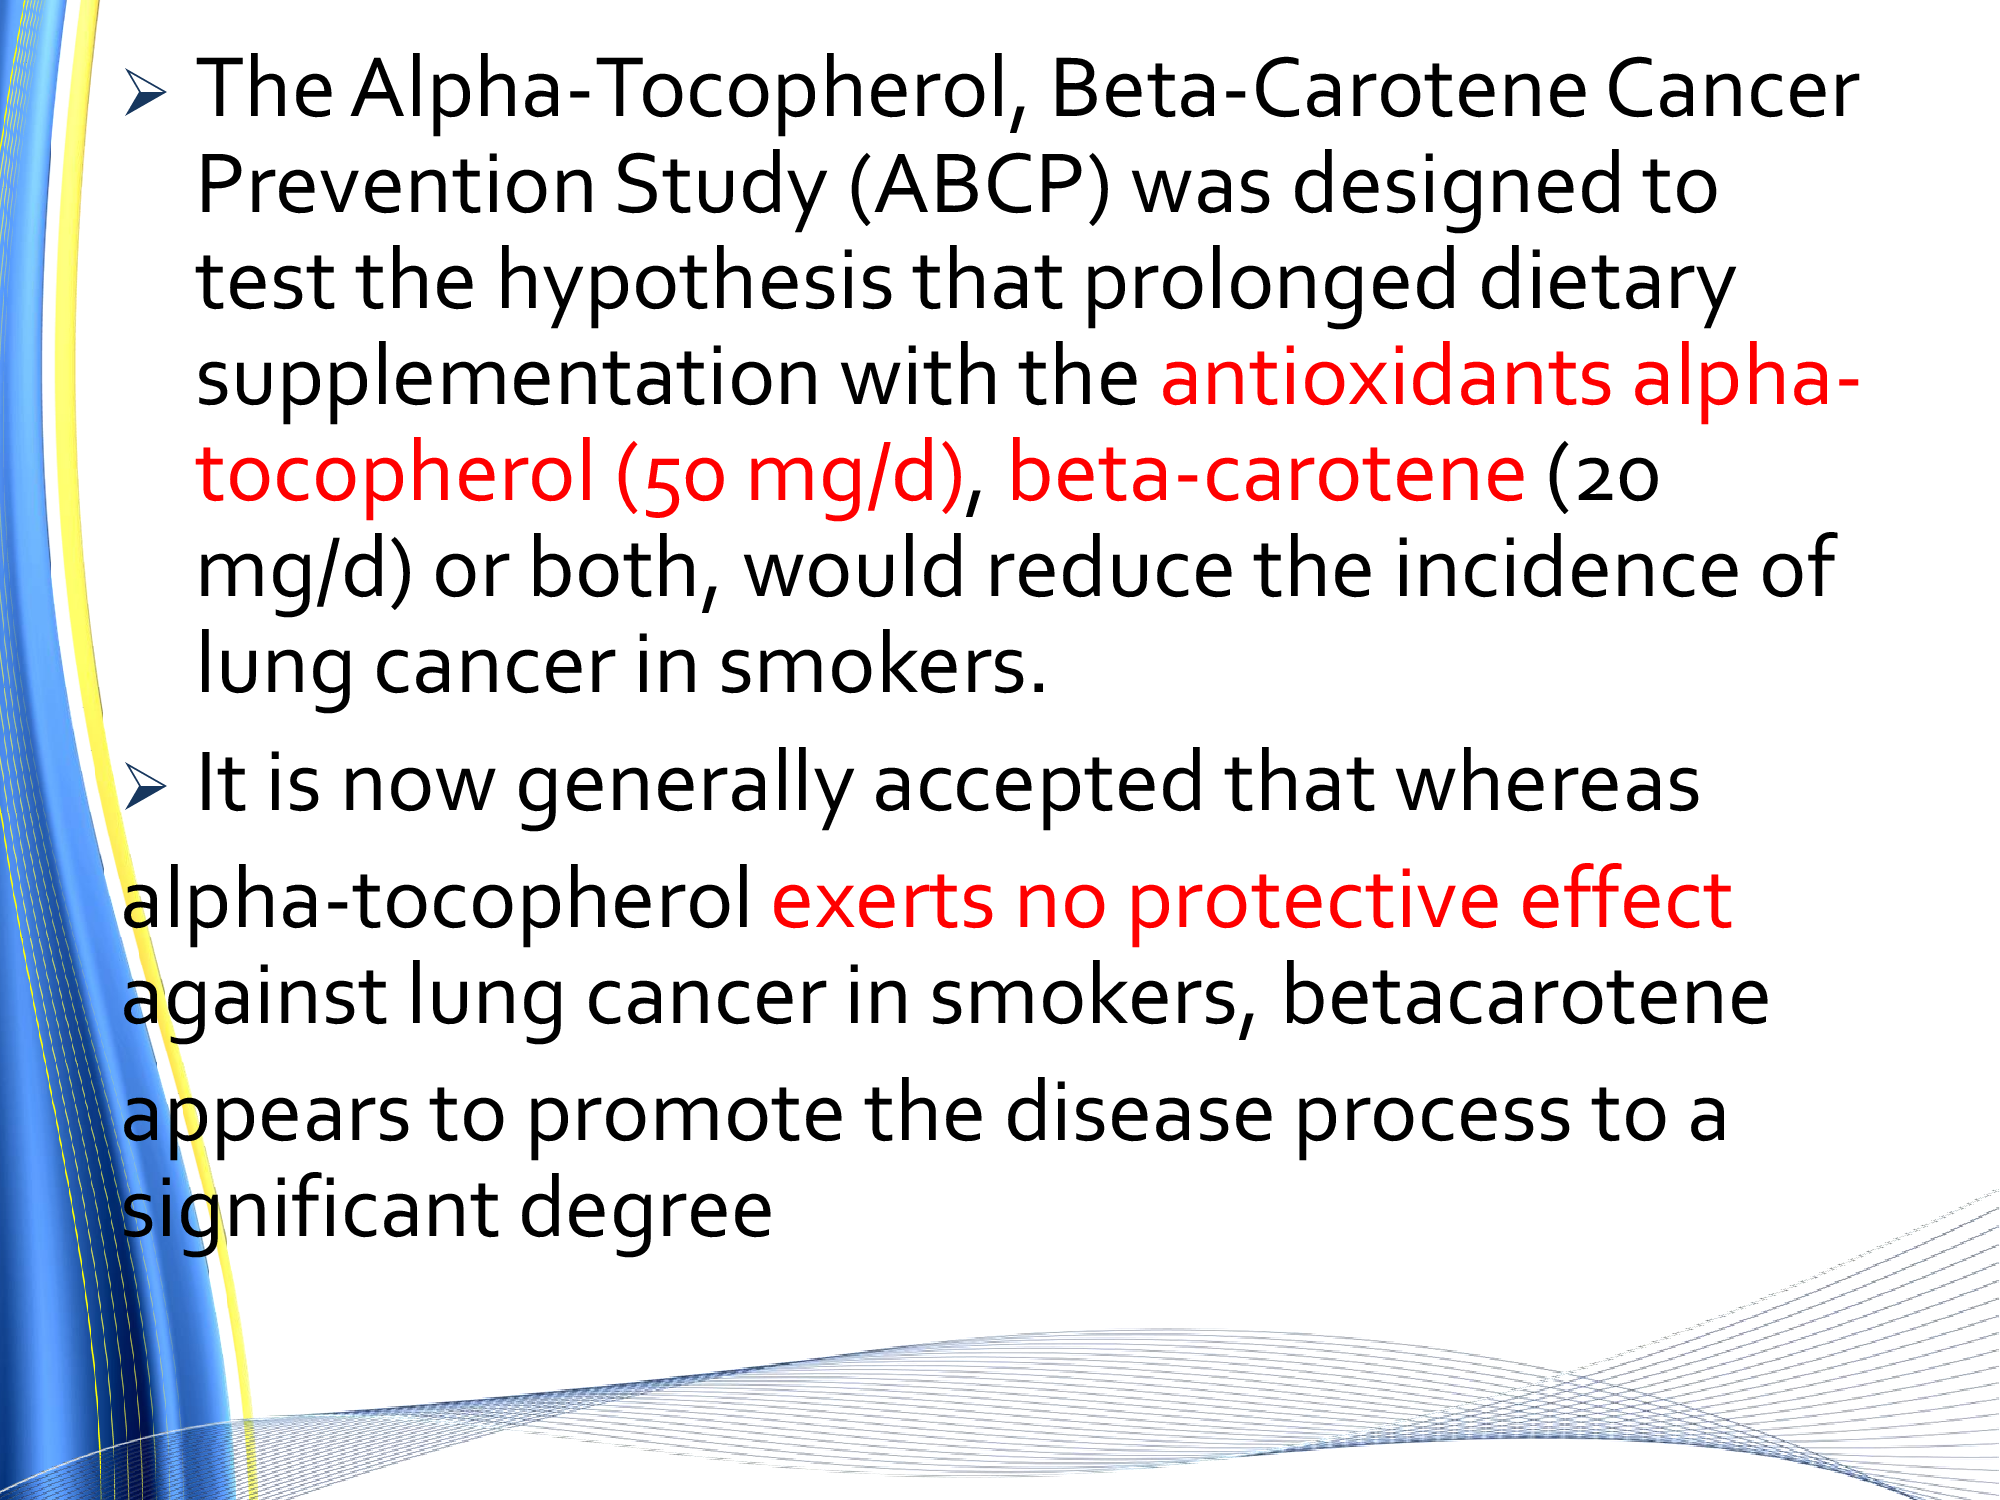 The Alpha-Tocopherol, Beta-Carotene Cancer
Prevention Study (ABCP) was designed to
test the hypothesis that prolonged dietary
supplementation with the antioxidants alpha-
tocopherol (50 mg/d), beta-carotene (20
mg/d) or both, would reduce the incidence of
lung cancer in smokers.
It is now generally accepted that whereas
alpha-tocopherol exerts no protective effect
against lung cancer in smokers, betacarotene
appears to promote the disease process to a
significant degree